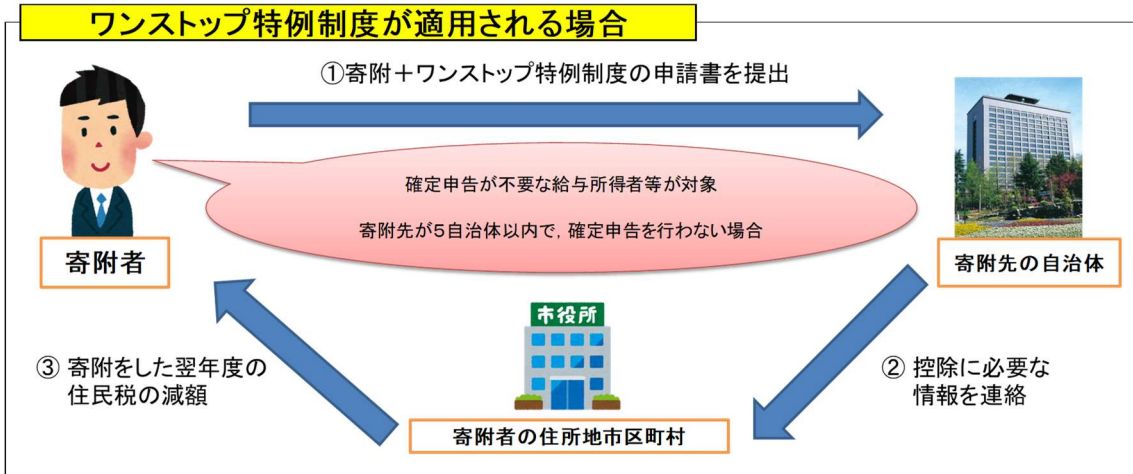 ワンストップ特例制度が適用される場合
①寄附＋ワンストップ特例制度の申請書を提出
確定申告が不要な給与所得者等が対象
寄附先が５自治体以内で，確定申告を行わない場合
寄附者
寄附先の自治体
市役所
③ 寄附をした翌年度の
住民税の減額
② 控除に必要な
情報を連絡
寄附者の住所地市区町村